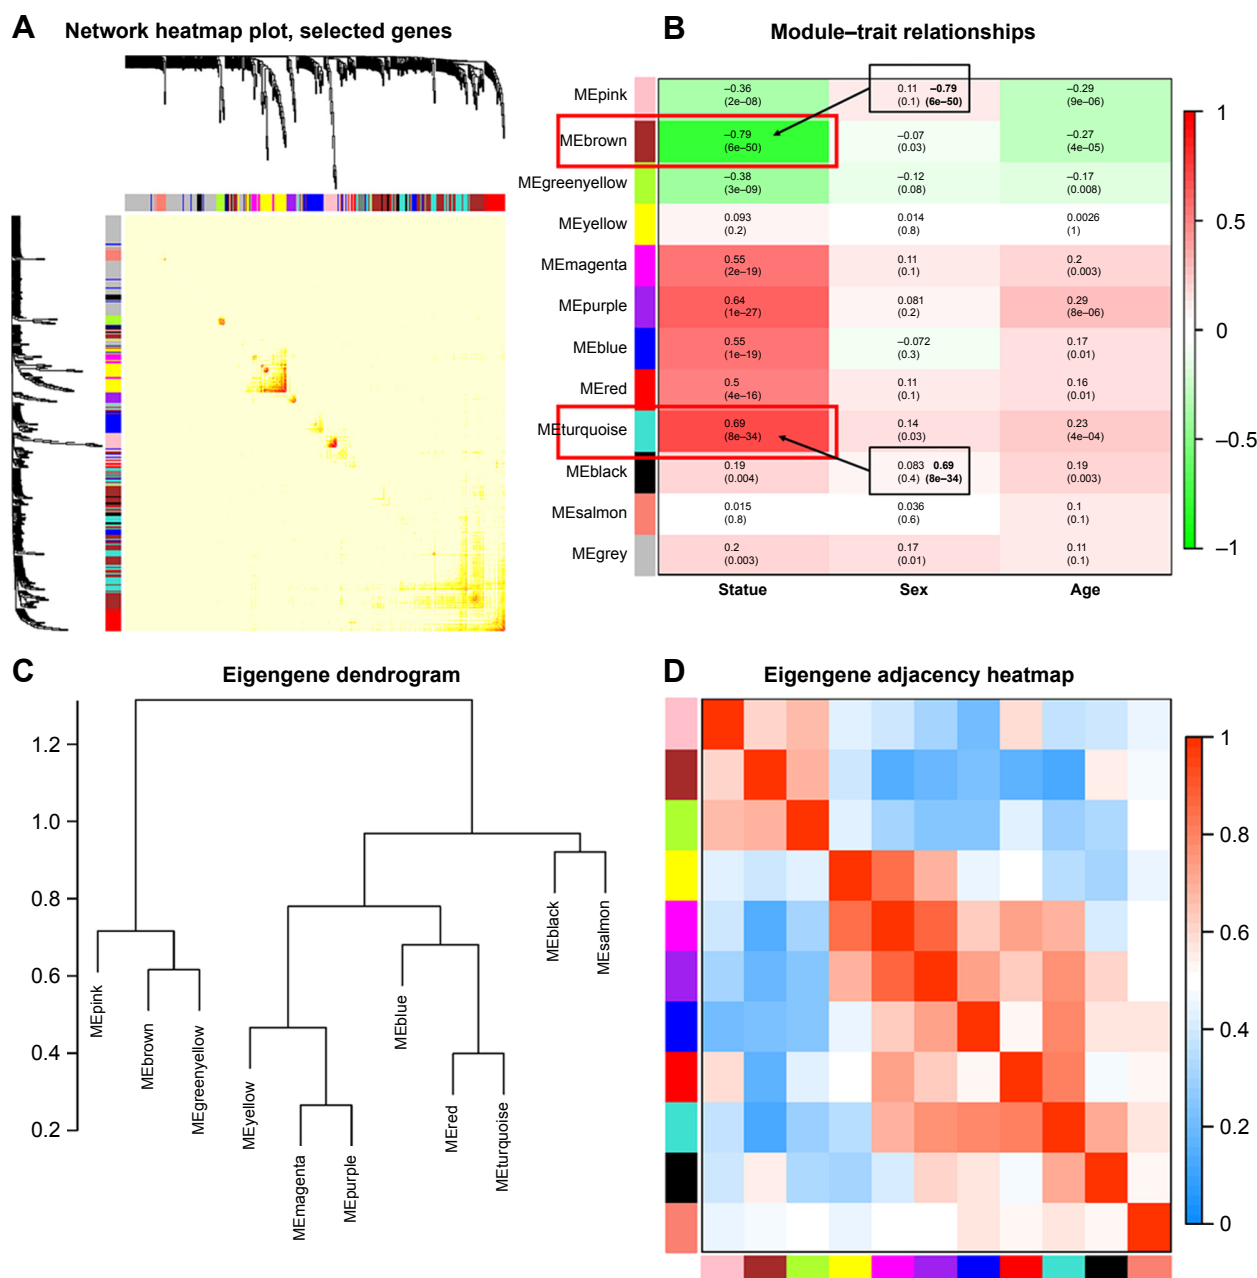 A Network heatmap plot, selected genes
B Module–trait relationships
MEpink
–0.36
(2e–08)
0.11 –0.79
(0.1) (6e–50)
–0.29
(9e–06)
MEbrown
–0.79
(6e–50)
–0.07
(0.03)
–0.27
(4e–05)
MEgreenyellow
–0.38
(3e–09)
–0.12
(0.08)
–0.17
(0.008)
MEyellow
0.093
(0.2)
0.014
(0.8)
0.0026
(1)
MEmagenta
0.55
(2e–19)
0.11
(0.1)
0.2
(0.003)
MEpurple
0.64
(1e–27)
0.081
(0.2)
0.29
(8e–06)
MEblue
0.55
(1e–19)
–0.072
(0.3)
0.17
(0.01)
MEred
0.5
(4e–16)
0.11
(0.1)
0.16
(0.01)
MEturquoise
0.69
(8e–34)
0.14
(0.03)
0.23
(4e–04)
MEblack
0.19
(0.004)
0.083 0.69
(0.4) (8e–34)
0.19
(0.003)
MEsalmon
0.015
(0.8)
0.036
(0.6)
0.1
(0.1)
MEgrey
0.2
(0.003)
0.17
(0.01)
0.11
(0.1)
Statue Sex Age
1
0.5
0
–0.5
–1
C Eigengene dendrogram
1.2
1.0
0.8
0.6
0.4
0.2
MEpink
MEbrown
MEgreenyellow
MEyellow
MEmagenta
MEpurple
MEblue
MEred
MEturquoise
MEblack
MEsalmon
D Eigengene adjacency heatmap
1
0.8
0.6
0.4
0.2
0